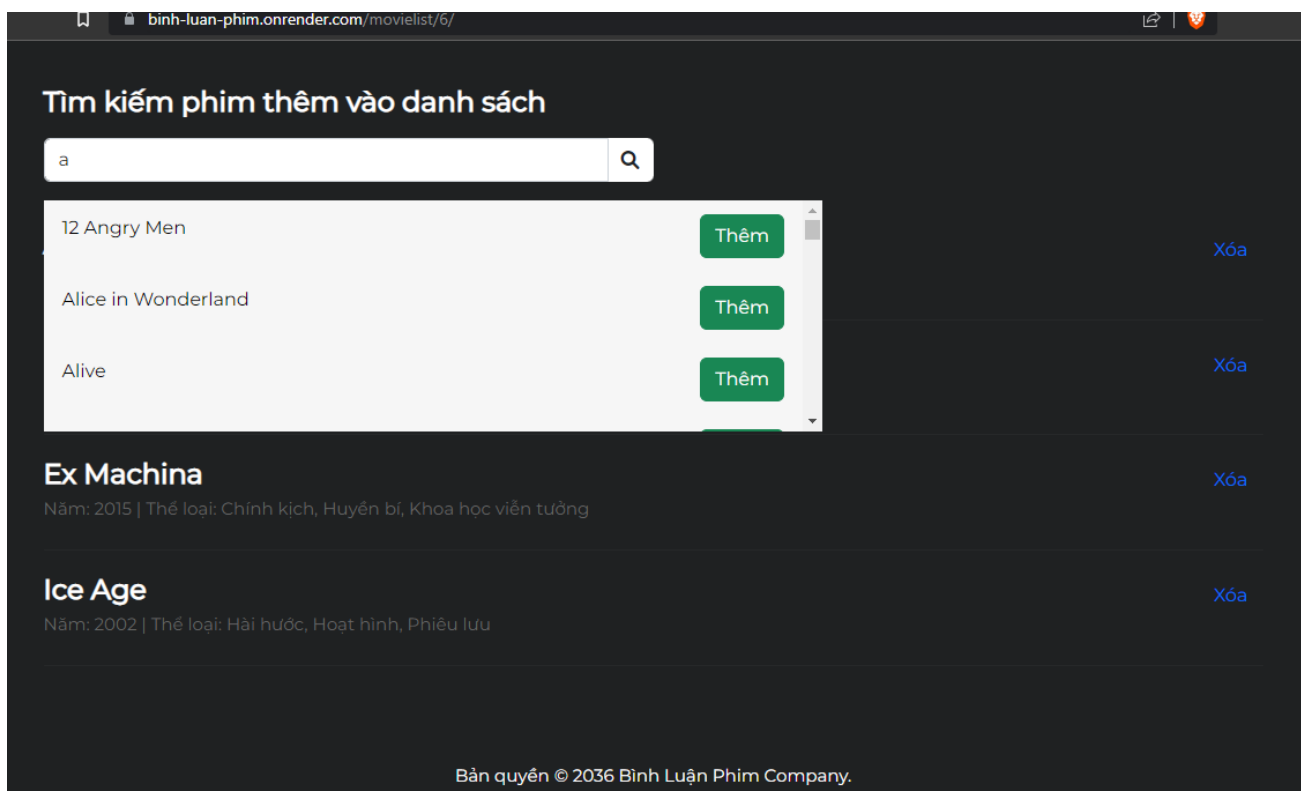 binh-luan-phim.onrender.com/movielist/6/
Tìm kiếm phim thêm vào danh sách
a
12 Angry Men Thêm
Xóa
Alice in Wonderland Thêm
Alive Thêm
Xóa
Ex Machina
Xóa
Năm: 2015 | Thể loại: Chính kịch, Huyền bí, Khoa học viễn tưởng
Ice Age
Xóa
Năm: 2002 | Thể loại: Hài hước, Hoạt hình, Phiêu lưu
Bản quyền © 2036 Bình Luận Phim Company.